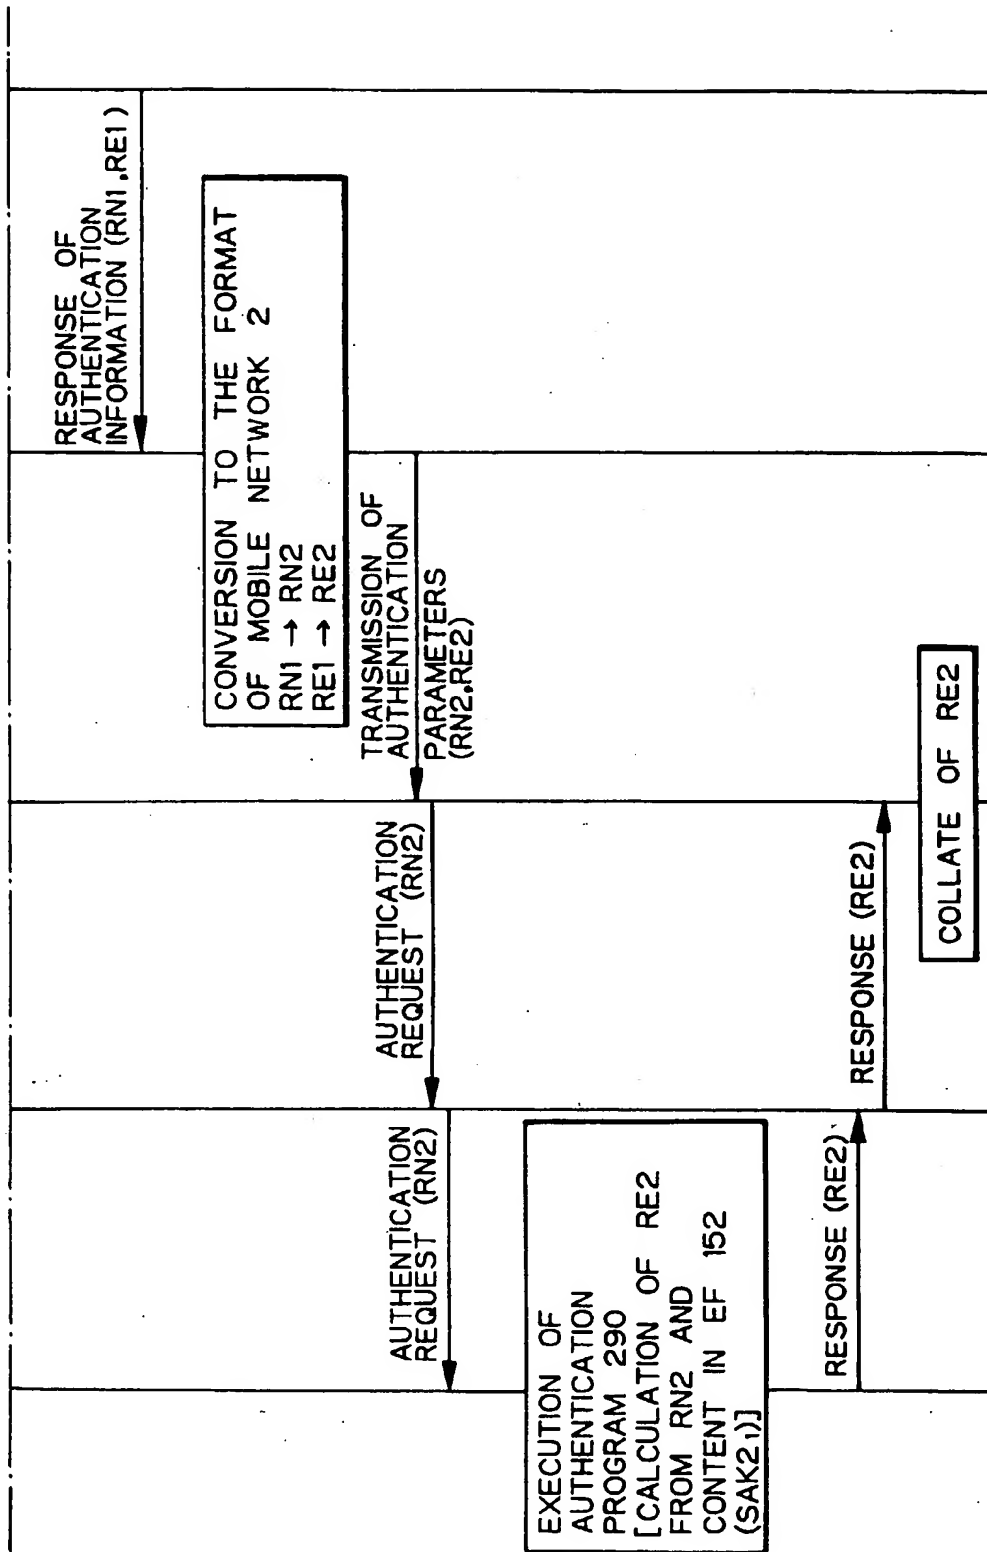 RESPONSE OF
AUTHENTICATION
INFORMATION (RN1,RE1)
CONVERSION TO THE FORMAT
OF MOBILE NETWORK 2
RN1 → RN2
RE1 → RE2
TRANSMISSION OF
AUTHENTICATION
PARAMETERS
(RN2,RE2)
AUTHENTICATION
REQUEST (RN2)
AUTHENTICATION
REQUEST (RN2)
EXECUTION OF
AUTHENTICATION
PROGRAM 290
[CALCULATION OF RE2
FROM RN2 AND
CONTENT IN EF 152
(SAK2₁)]
RESPONSE (RE2)
RESPONSE (RE2)
COLLATE OF RE2